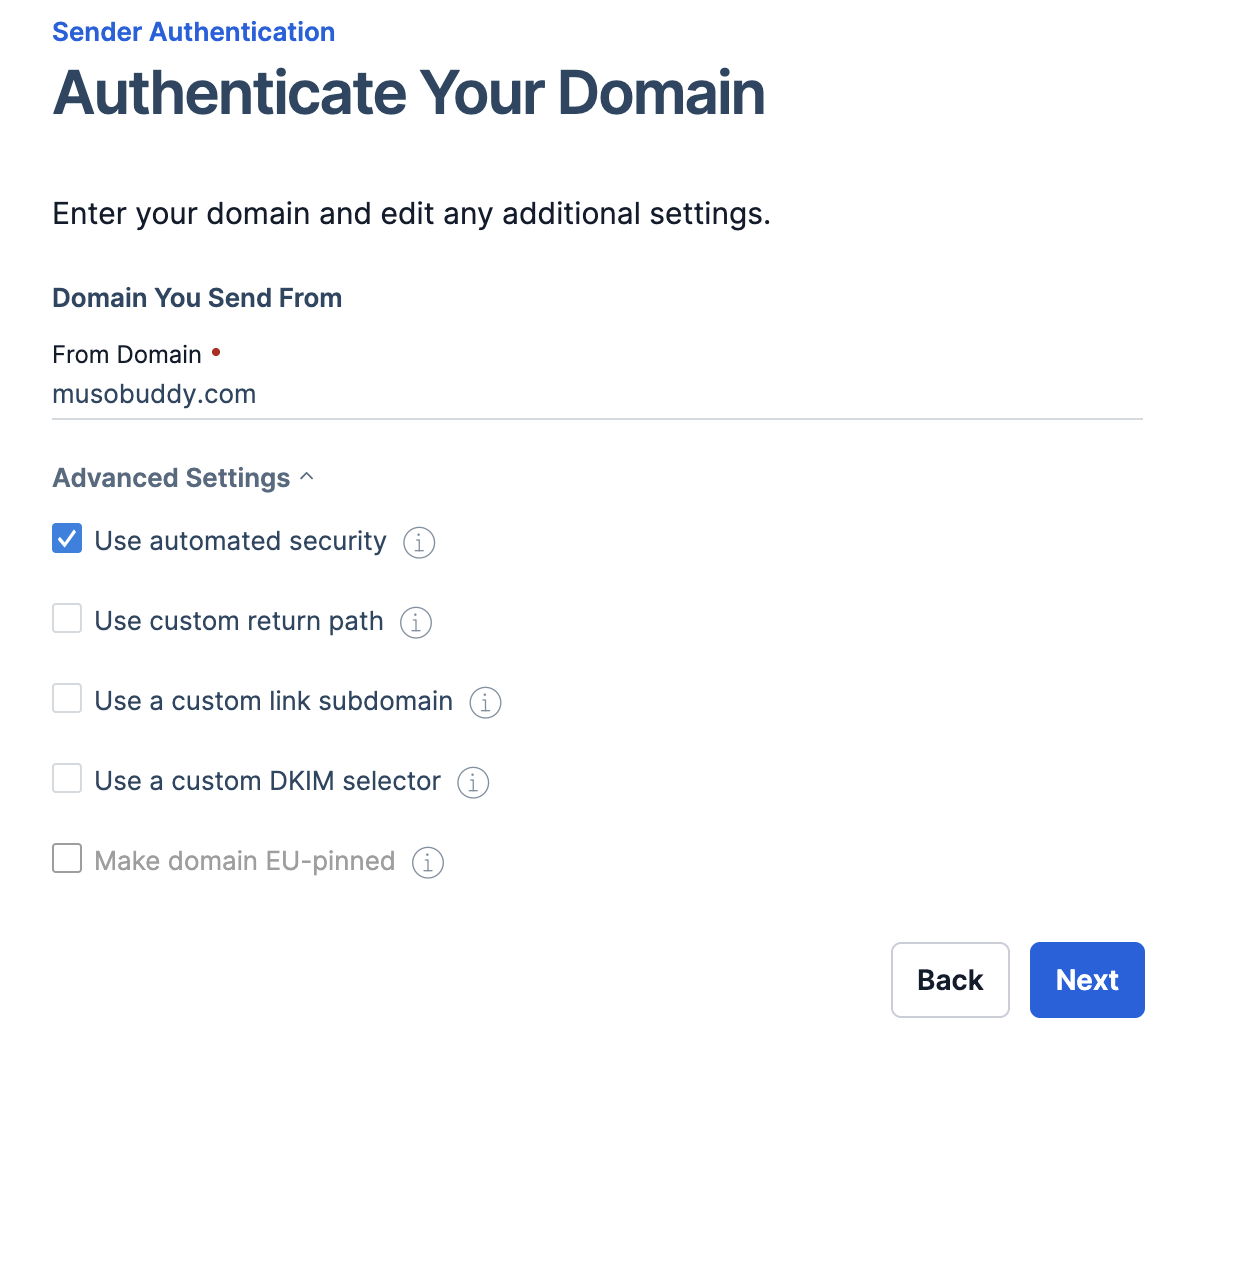 Sender Authentication
Authenticate Your Domain
Enter your domain and edit any additional settings.
Domain You Send From
From Domain •
musobuddy.com
Advanced Settings
Use automated security
Use custom return path
Use a custom link subdomain
Use a custom DKIM selector
Make domain EU-pinned
Back Next